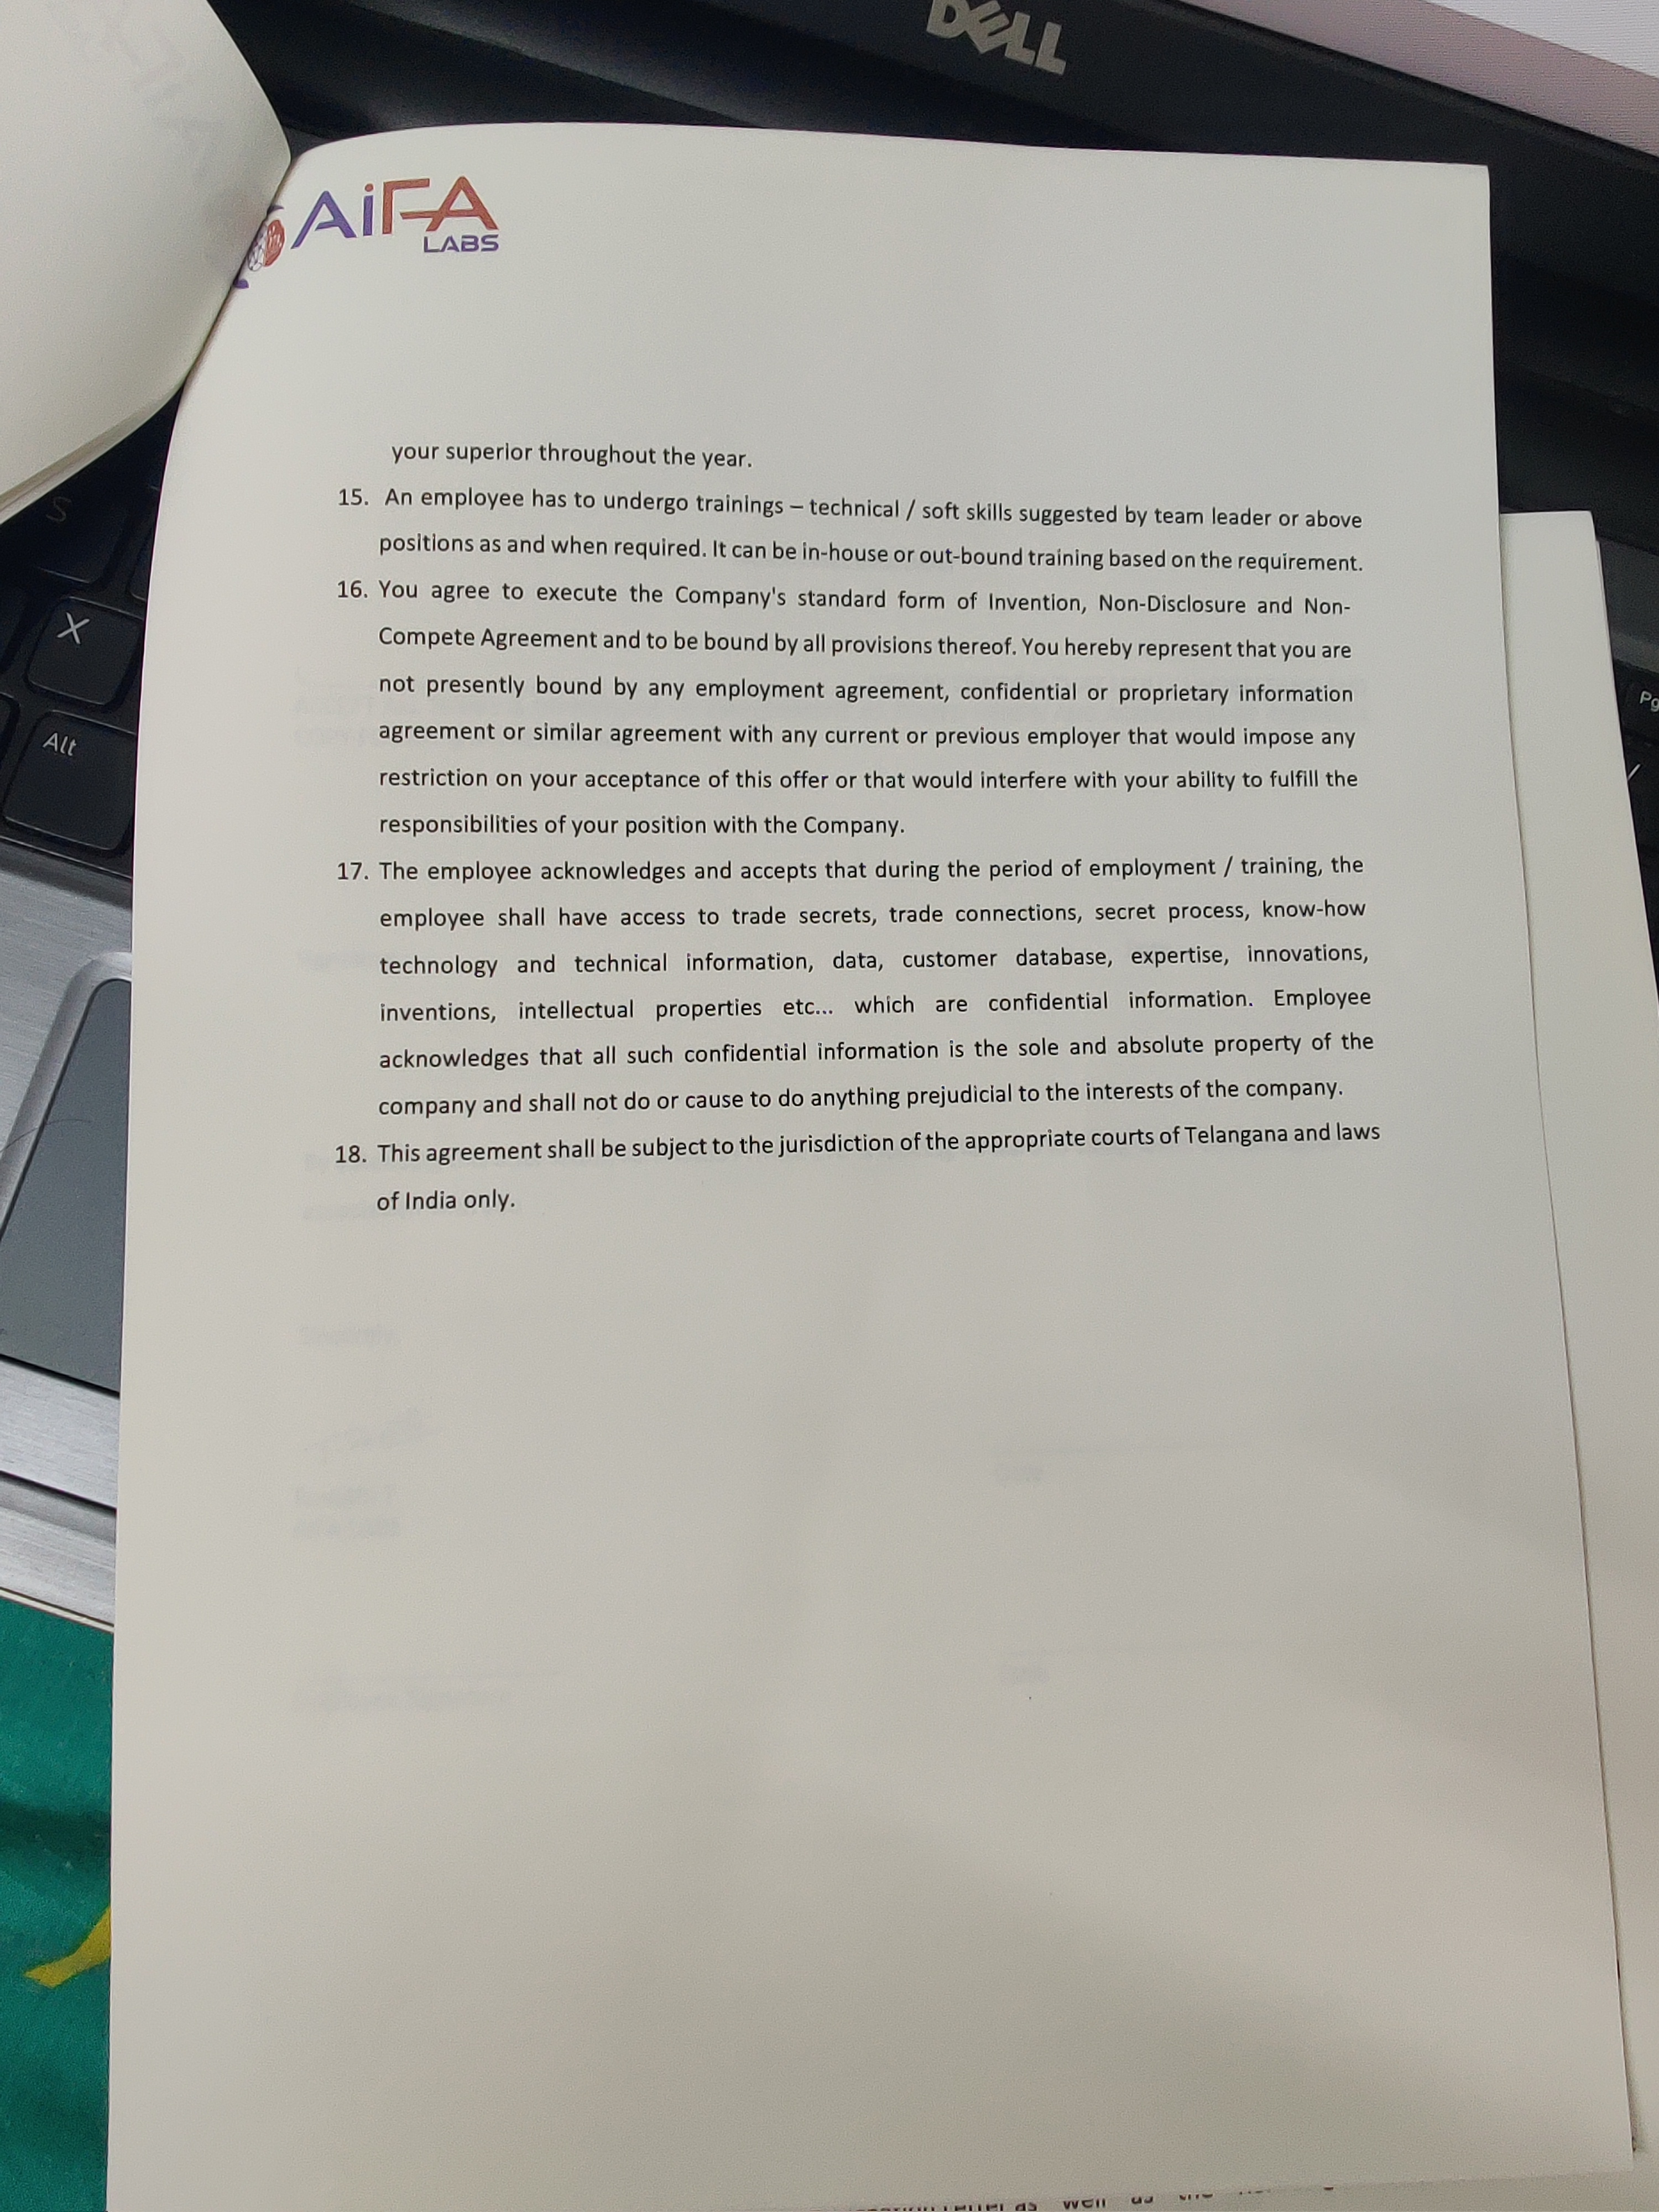 DELL
AiFA
LABS
your superior throughout the year.
15. An employee has to undergo trainings – technical / soft skills suggested by team leader or above
positions as and when required. It can be in-house or out-bound training based on the requirement.
16. You agree to execute the Company's standard form of Invention, Non-Disclosure and Non-
Compete Agreement and to be bound by all provisions thereof. You hereby represent that you are
not presently bound by any employment agreement, confidential or proprietary information
agreement or similar agreement with any current or previous employer that would impose any
restriction on your acceptance of this offer or that would interfere with your ability to fulfill the
responsibilities of your position with the Company.
17. The employee acknowledges and accepts that during the period of employment / training, the
employee shall have access to trade secrets, trade connections, secret process, know-how
technology and technical information, data, customer database, expertise, innovations,
inventions, intellectual properties etc... which are confidential information. Employee
acknowledges that all such confidential information is the sole and absolute property of the
company and shall not do or cause to do anything prejudicial to the interests of the company.
18. This agreement shall be subject to the jurisdiction of the appropriate courts of Telangana and laws
of India only.
S
X
Alt
Pg
as well as the